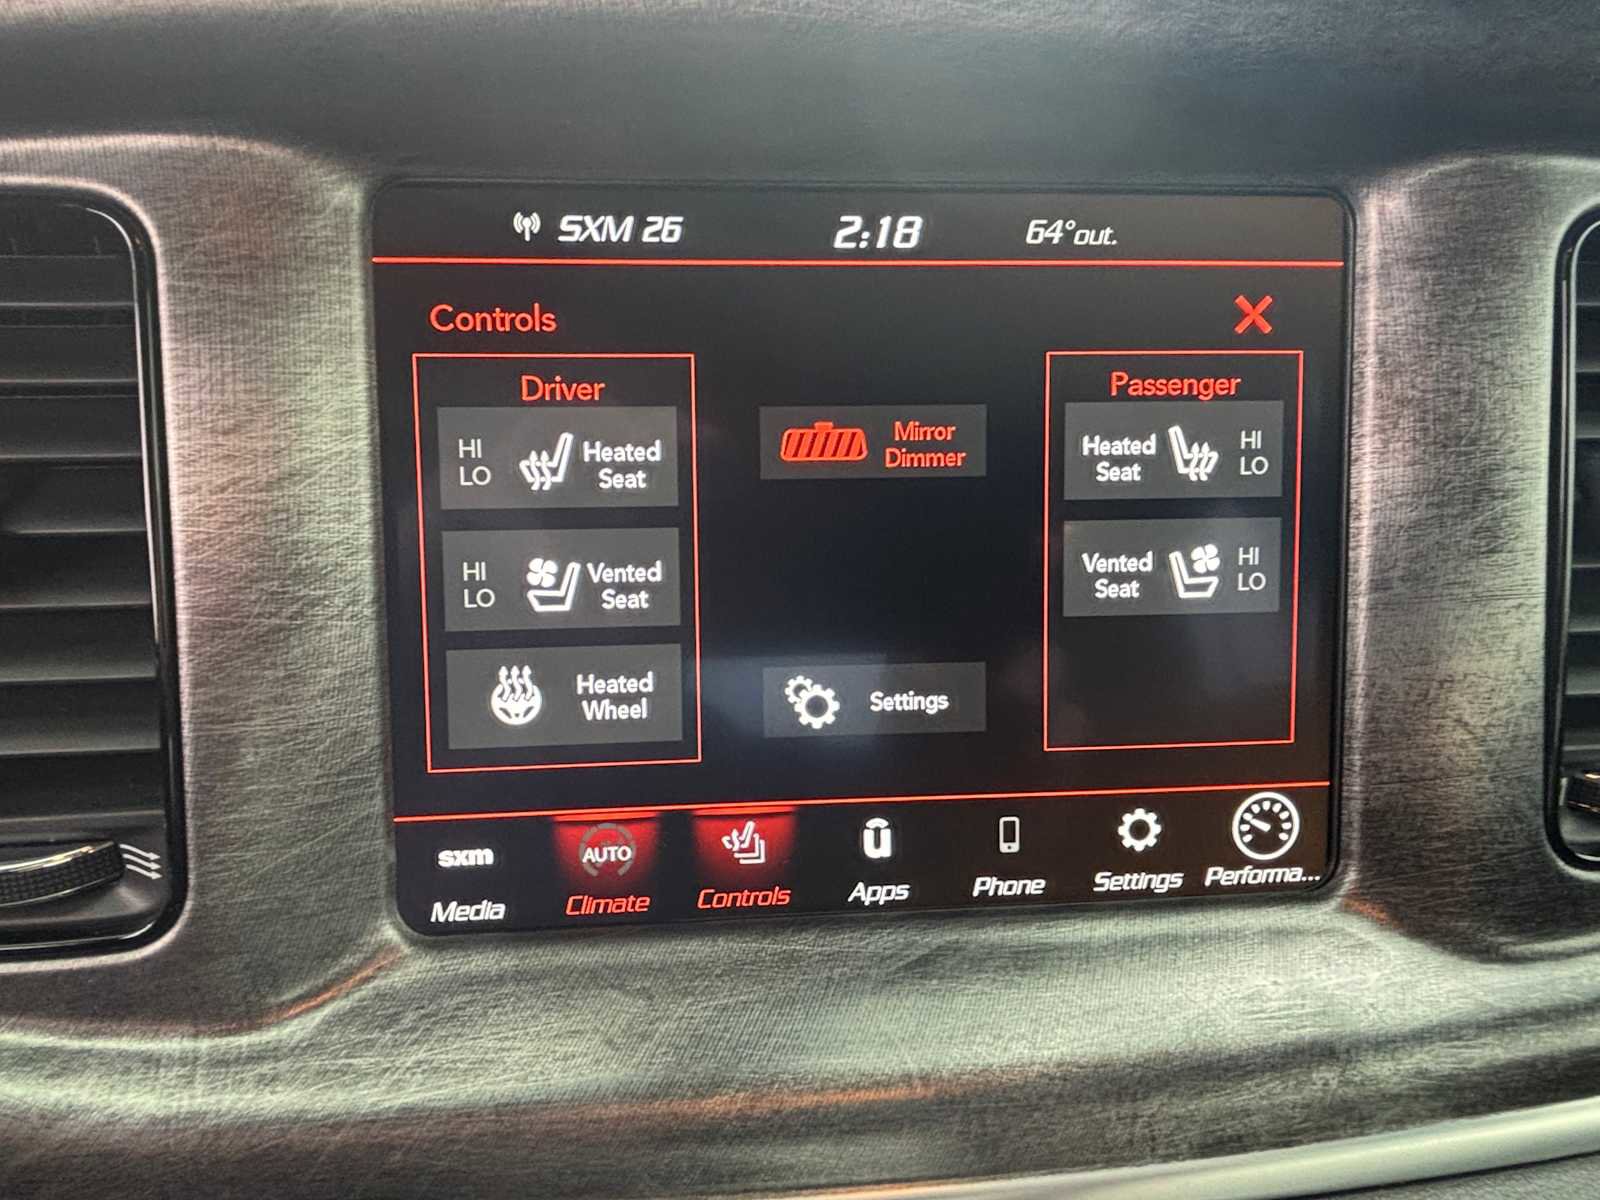 SXM 26 2:18 64°out.
Controls
Driver
HI
LO
Heated
Seat
HI
LO
Vented
Seat
Heated
Wheel
Mirror
Dimmer
Settings
Passenger
Heated
Seat
HI
LO
Vented
Seat
HI
LO
sxm
Media
AUTO
Climate
Controls
Apps
Phone
Settings
Performa...